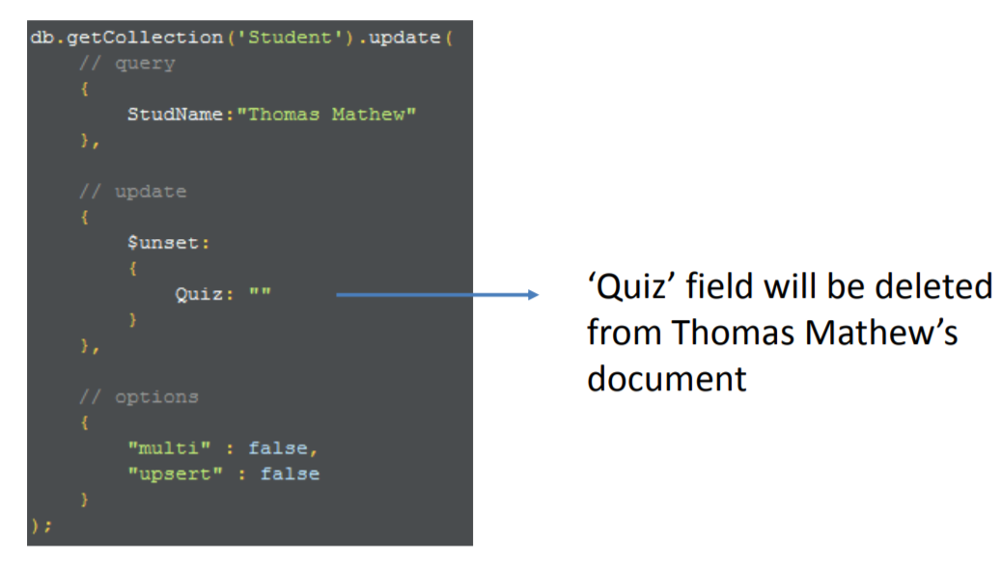 db.getCollection('Student').update(
// query
{
StudName:"Thomas Mathew"
},
// update
{
$unset:
{
Quiz: ""
}
},
// options
{
"multi" : false,
"upsert" : false
}
);
‘Quiz’ field will be deleted
from Thomas Mathew’s
document